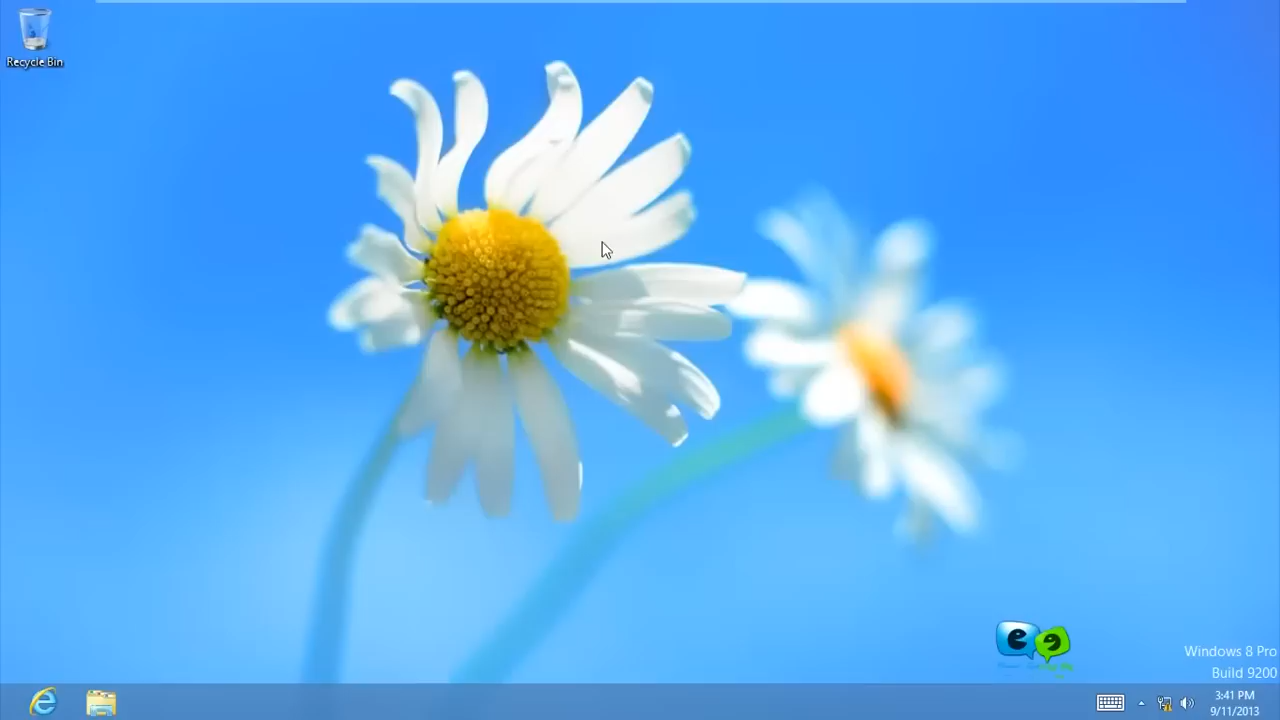 Recycle Bin
Windows 8 Pro
Build 9200
3:41 PM
9/11/2013